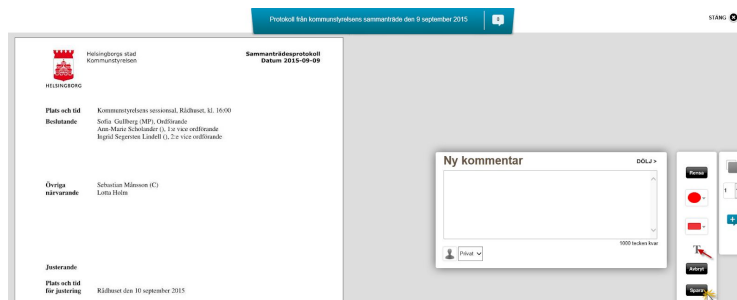 Protokoll från kommunstyrelsens sammanträde den 9 september 2015
0
STÄNG
Helsingborgs stad
Kommunstyrelsen
Sammanträdesprotokoll
Datum 2015-09-09
HELSINGBORG
Plats och tid
Kommunstyrelsens sessionsal, Rådhuset, kl. 16:00
Beslutande
Sofia Gullberg (MP), Ordförande
Ann-Marie Scholander (), 1:e vice ordförande
Ingrid Segersten Lindell (), 2:e vice ordförande
Övriga
närvarande
Sebastian Månsson (C)
Lotta Holm
Justerande
Plats och tid
för justering
Rådhuset den 10 september 2015
Ny kommentar
DÖLJ >
1000 tecken kvar
Privat
Rensa
T
Avbryt
Spara
1